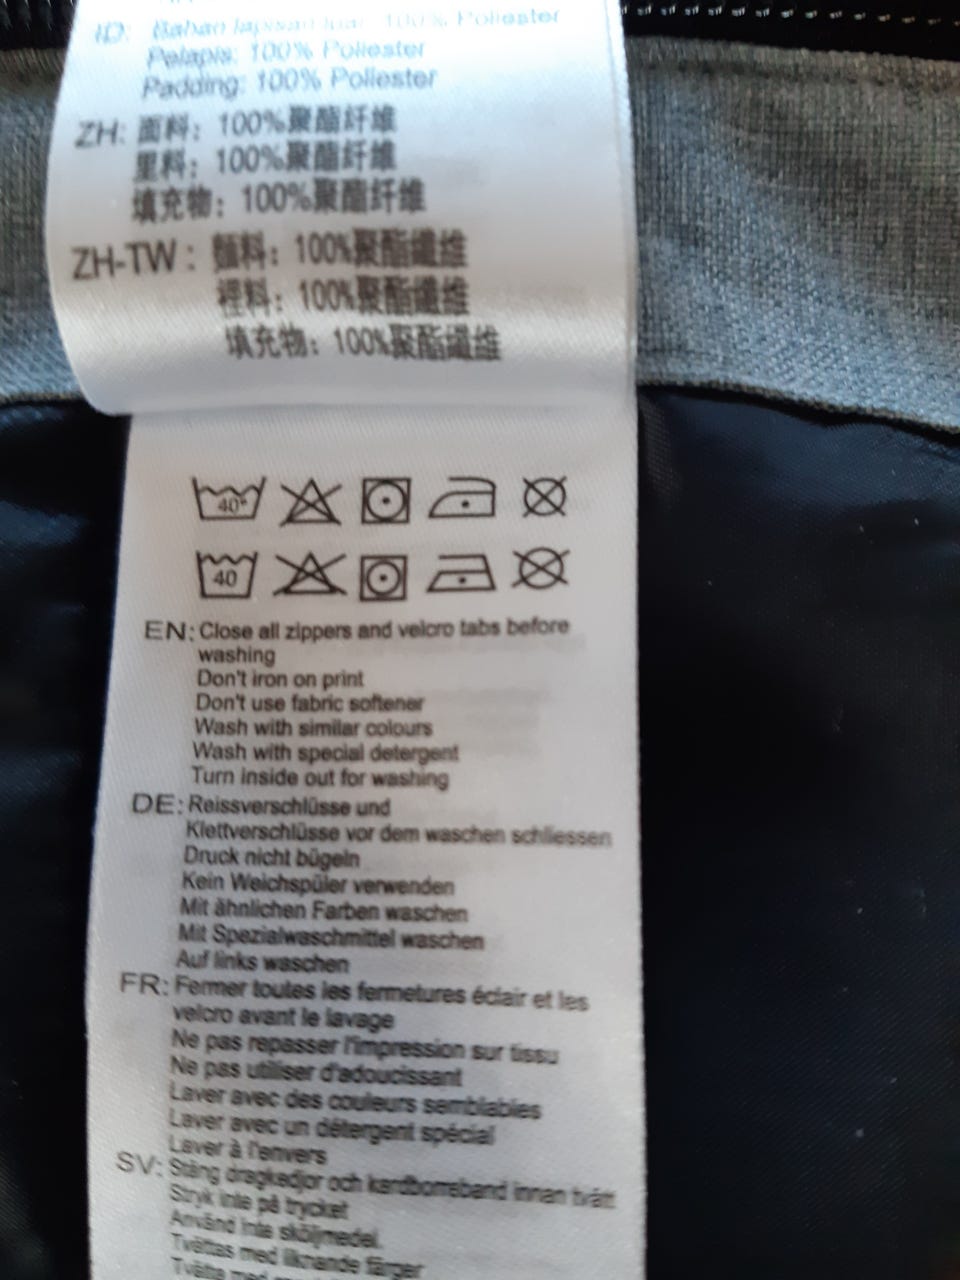 ID: Bahan lapisan luar: 100% Poliester
Pelapis: 100% Poliester
Padding: 100% Poliester
ZH: 面料：100%聚酯纤维
里料：100%聚酯纤维
填充物：100%聚酯纤维
ZH-TW：麵料：100%聚酯纖维
裡料：100%聚酯纖维
填充物：100%聚酯纖维
40°
40
EN: Close all zippers and velcro tabs before
washing
Don't iron on print
Don't use fabric softener
Wash with similar colours
Wash with special detergent
Turn inside out for washing
DE: Reissverschlüsse und
Klettverschlüsse vor dem waschen schliessen
Druck nicht bügeln
Kein Weichspüler verwenden
Mit ähnlichen Farben waschen
Mit Spezialwaschmittel waschen
Auf links waschen
FR: Fermer toutes les fermetures éclair et les
velcro avant le lavage
Ne pas repasser l'impression sur tissu
Ne pas utiliser d'adoucissant
Laver avec des couleurs semblables
Laver avec un détergent spécial
Laver à l'envers
SV: Stäng dragkedjor och kardborreband innan tvätt
Stryk inte på trycket
Använd inte sköljmedel.
Tvättas med liknande färger
Tvätta med